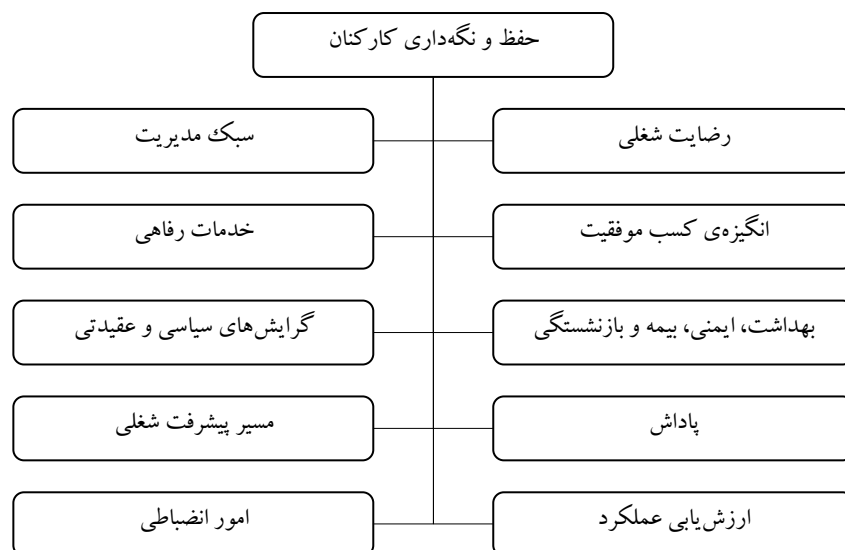 حفظ و نگه‌داری کارکنان
رضایت شغلی
سبک مدیریت
انگیزه‌ی کسب موفقیت
خدمات رفاهی
بهداشت، ایمنی، بیمه و بازنشستگی
گرایش‌های سیاسی و عقیدتی
پاداش
مسیر پیشرفت شغلی
ارزش‌یابی عملکرد
امور انضباطی